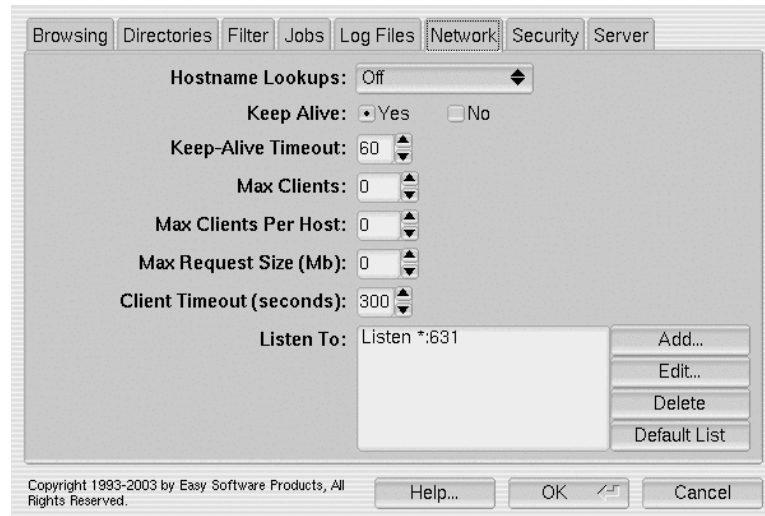 Browsing Directories Filter Jobs Log Files Network Security Server
Hostname Lookups: Off
Keep Alive: Yes No
Keep-Alive Timeout: 60
Max Clients: 0
Max Clients Per Host: 0
Max Request Size (Mb): 0
Client Timeout (seconds): 300
Listen To: Listen *:631
Add...
Edit...
Delete
Default List
Copyright 1993-2003 by Easy Software Products, All
Rights Reserved.
Help... OK Cancel